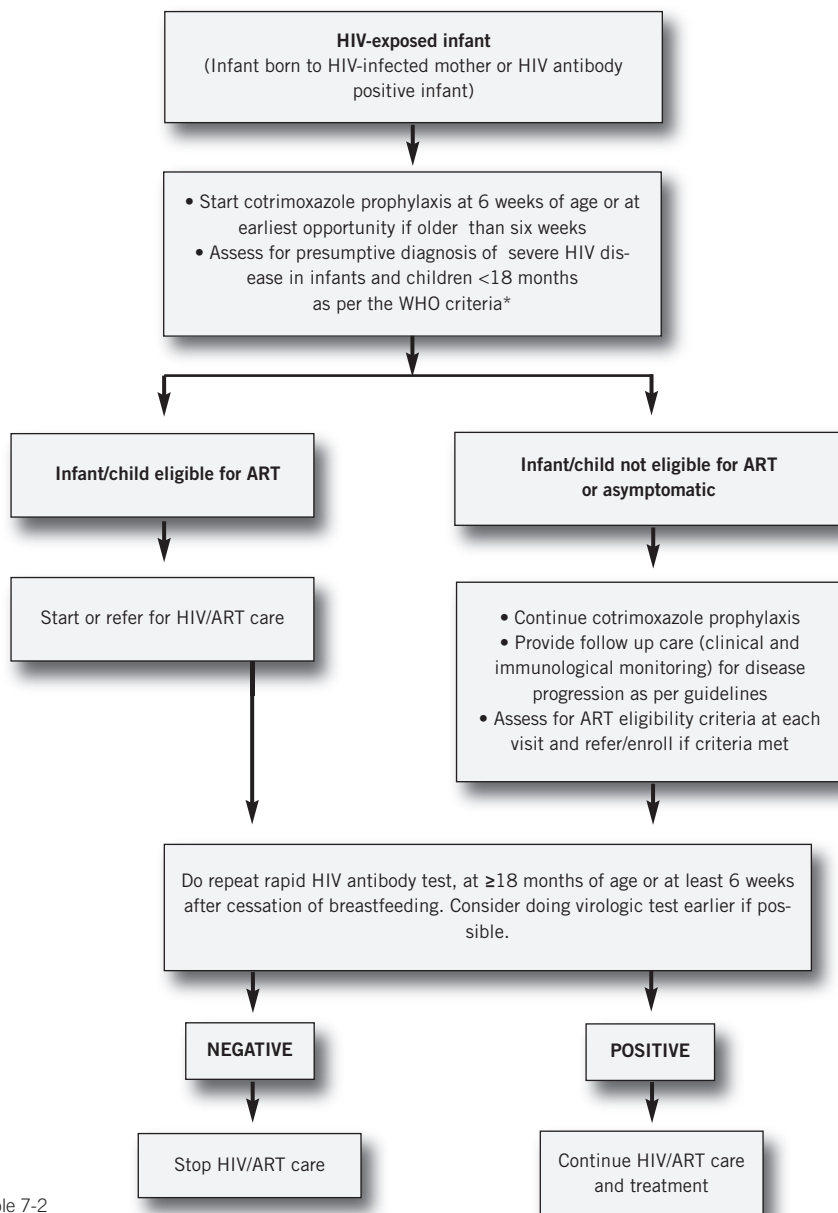 HIV-exposed infant
(Infant born to HIV-infected mother or HIV antibody
positive infant)
• Start cotrimoxazole prophylaxis at 6 weeks of age or at
earliest opportunity if older than six weeks
• Assess for presumptive diagnosis of severe HIV dis-
ease in infants and children <18 months
as per the WHO criteria*
Infant/child eligible for ART
Infant/child not eligible for ART
or asymptomatic
Start or refer for HIV/ART care
• Continue cotrimoxazole prophylaxis
• Provide follow up care (clinical and
immunological monitoring) for disease
progression as per guidelines
• Assess for ART eligibility criteria at each
visit and refer/enroll if criteria met
Do repeat rapid HIV antibody test, at ≥18 months of age or at least 6 weeks
after cessation of breastfeeding. Consider doing virologic test earlier if pos-
sible.
NEGATIVE
POSITIVE
Stop HIV/ART care
Continue HIV/ART care
and treatment
7-2